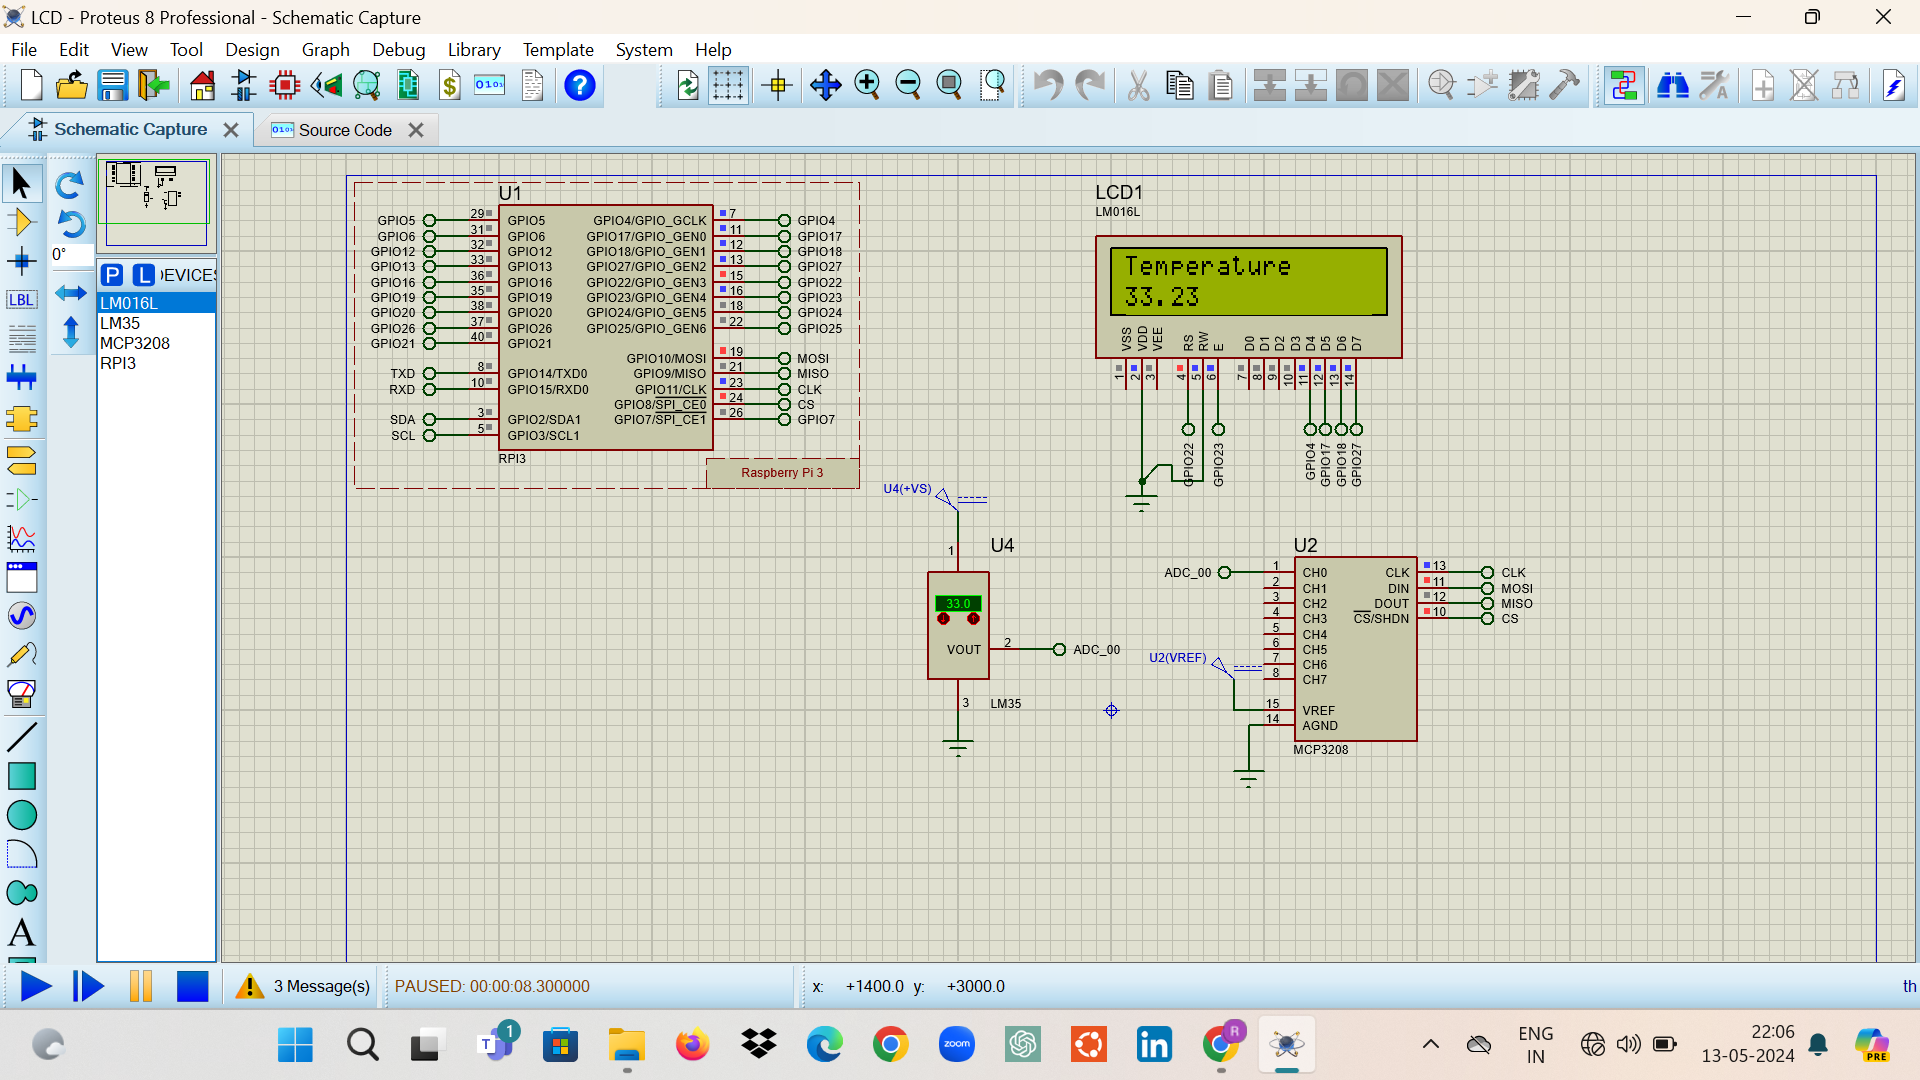 LCD - Proteus 8 Professional - Schematic Capture
File Edit View Tool Design Graph Debug Library Template System Help
Schematic Capture
Source Code
0°
P L DEVICES
LM016L
LM35
MCP3208
RPI3
LBL
A
U1
GPIO5 29 GPIO5 GPIO4/GPIO_GCLK 7 GPIO4
GPIO6 31 GPIO6 GPIO17/GPIO_GEN0 11 GPIO17
GPIO12 32 GPIO12 GPIO18/GPIO_GEN1 12 GPIO18
GPIO13 33 GPIO13 GPIO27/GPIO_GEN2 13 GPIO27
GPIO16 36 GPIO16 GPIO22/GPIO_GEN3 15 GPIO22
GPIO19 35 GPIO19 GPIO23/GPIO_GEN4 16 GPIO23
GPIO20 38 GPIO20 GPIO24/GPIO_GEN5 18 GPIO24
GPIO26 37 GPIO26 GPIO25/GPIO_GEN6 22 GPIO25
GPIO21 40 GPIO21
GPIO10/MOSI 19 MOSI
TXD 8 GPIO14/TXD0 GPIO9/MISO 21 MISO
RXD 10 GPIO15/RXD0 GPIO11/CLK 23 CLK
GPIO8/SPI_CE0 24 CS
SDA 3 GPIO2/SDA1 GPIO7/SPI_CE1 26 GPIO7
SCL 5 GPIO3/SCL1
RPI3
Raspberry Pi 3
LCD1
LM016L
Temperature
33.23
VSS VDD VEE RS RW E D0 D1 D2 D3 D4 D5 D6 D7
1 2 3 4 5 6 7 8 9 10 11 12 13 14
GPIO22 GPIO23 GPIO4 GPIO17 GPIO18 GPIO27
U4(+VS)
1
U4
33.0
VOUT 2 ADC_00
3
LM35
U2
ADC_00 1 CH0 CLK 13 CLK
2 CH1 DIN 11 MOSI
3 CH2 DOUT 12 MISO
4 CH3 CS/SHDN 10 CS
5 CH4
6 CH5
U2(VREF) 7 CH6
8 CH7
15 VREF
14 AGND
MCP3208
3 Message(s)
PAUSED: 00:00:08.300000
x: +1400.0 y: +3000.0
th
1
T
zoom
in
R
ENG
IN
22:06
13-05-2024
PRE